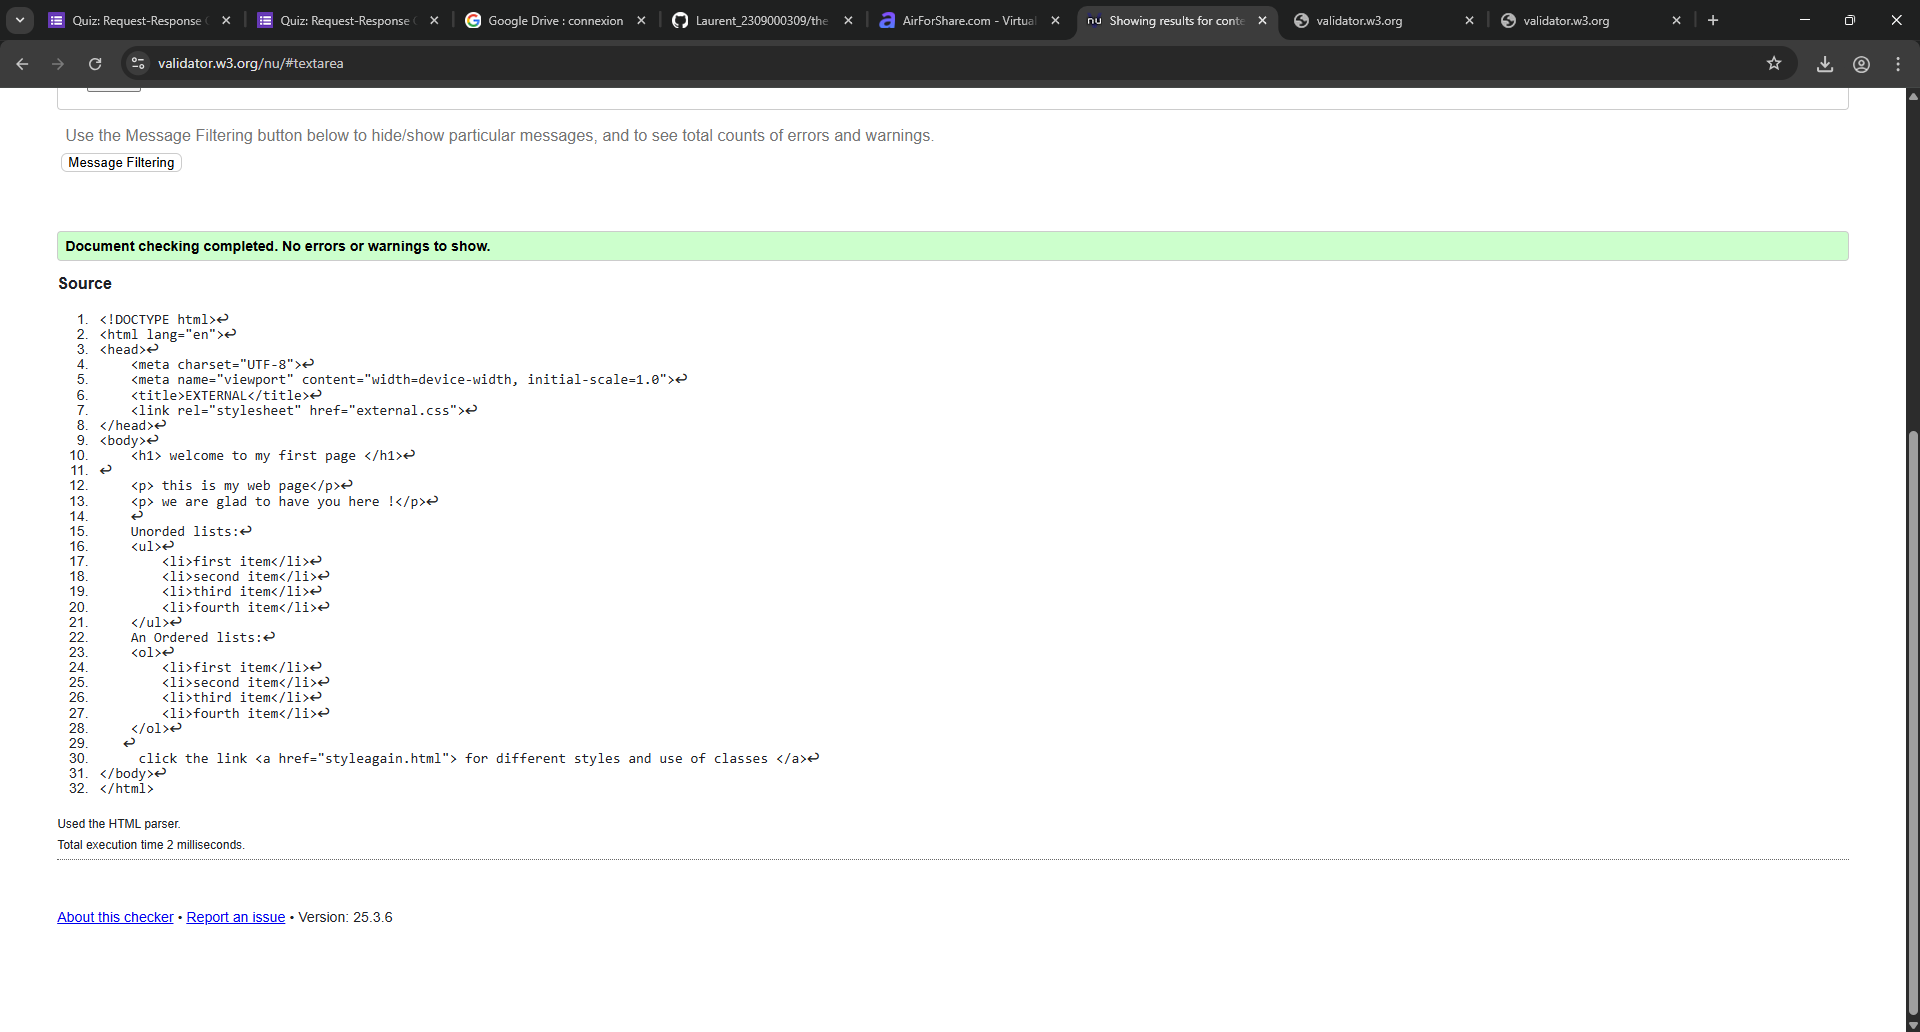 Quiz: Request-Response
Quiz: Request-Response
Google Drive : connexion
Laurent_2309000309/the
AirForShare.com - Virtual
nu Showing results for conte
validator.w3.org
validator.w3.org
validator.w3.org/nu/#textarea
Use the Message Filtering button below to hide/show particular messages, and to see total counts of errors and warnings.
Message Filtering
Document checking completed. No errors or warnings to show.
Source
1. <!DOCTYPE html>↩
2. <html lang="en">↩
3. <head>↩
4.     <meta charset="UTF-8">↩
5.     <meta name="viewport" content="width=device-width, initial-scale=1.0">↩
6.     <title>EXTERNAL</title>↩
7.     <link rel="stylesheet" href="external.css">↩
8. </head>↩
9. <body>↩
10.     <h1> welcome to my first page </h1>↩
11. ↩
12.     <p> this is my web page</p>↩
13.     <p> we are glad to have you here !</p>↩
14.     ↩
15.     Unorded lists:↩
16.     <ul>↩
17.         <li>first item</li>↩
18.         <li>second item</li>↩
19.         <li>third item</li>↩
20.         <li>fourth item</li>↩
21.     </ul>↩
22.     An Ordered lists:↩
23.     <ol>↩
24.         <li>first item</li>↩
25.         <li>second item</li>↩
26.         <li>third item</li>↩
27.         <li>fourth item</li>↩
28.     </ol>↩
29.    ↩
30.      click the link <a href="styleagain.html"> for different styles and use of classes </a>↩
31. </body>↩
32. </html>
Used the HTML parser.
Total execution time 2 milliseconds.
About this checker • Report an issue • Version: 25.3.6